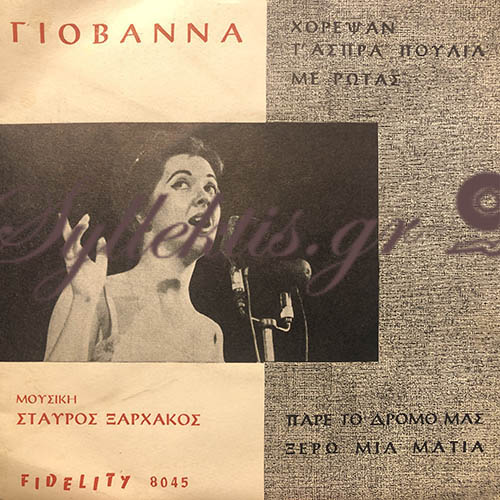 ΓΙΟΒΑΝΝΑ
ΧΟΡΕΨΑΝ
Τ'ΑΣΠΡΑ ΠΟΥΛΙΑ
ΜΕ ΡΩΤΑΣ
Syllektis.gr
ΜΟΥΣΙΚΗ
ΣΤΑΥΡΟΣ ΞΑΡΧΑΚΟΣ
ΠΑΡΕ ΤΟ ΔΡΟΜΟ ΜΑΣ
ΞΕΡΩ ΜΙΑ ΜΑΤΙΑ
FIDELITY 8045